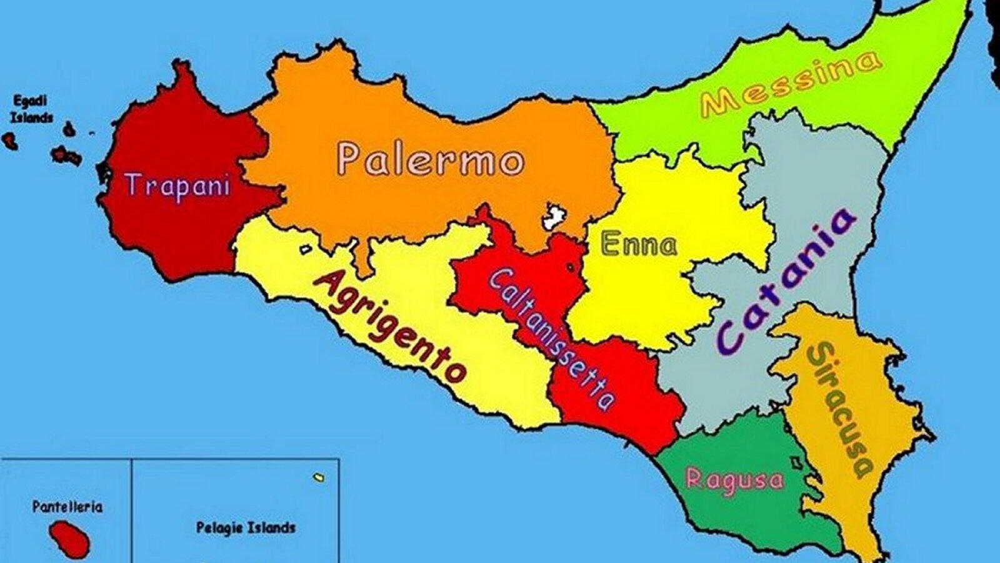 Egadi
Islands
Trapani
Palermo
Messina
Enna
Catania
Agrigento
Caltanissetta
Siracusa
Ragusa
Pantelleria
Pelagie Islands